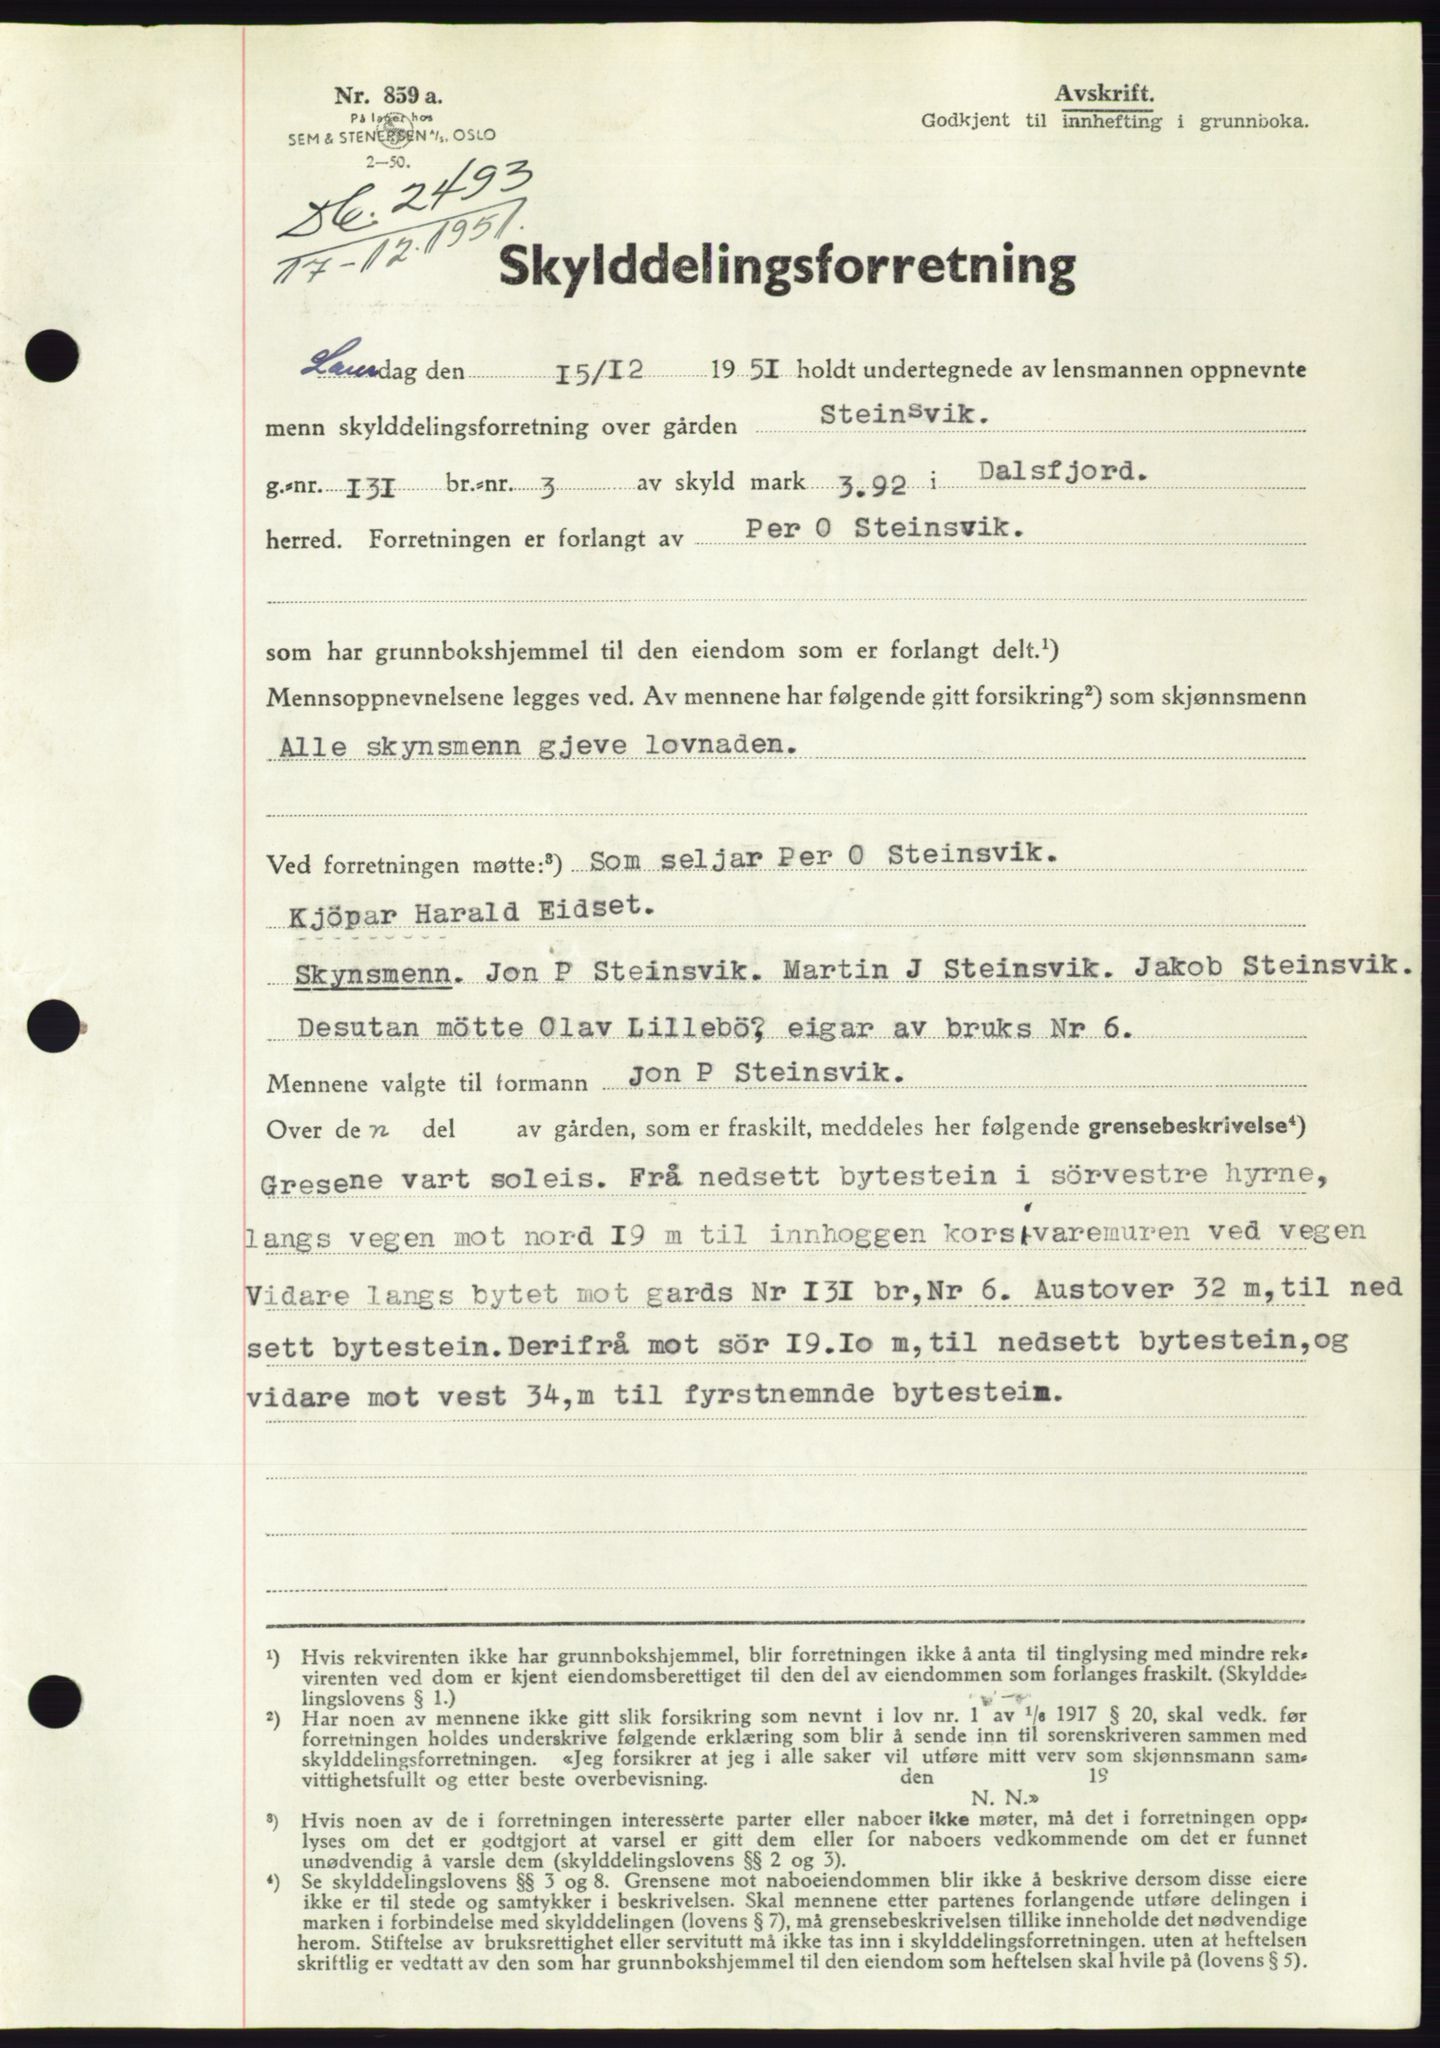 Nr. 859 a.
På lager hos
SEM & STENERSEN A/S, OSLO
2—50.
Avskrift.
Godkjent til innhefting i grunnboka.
Db. 2493
17-12.1951.
Skylddelingsforretning
Laurdag den 15/12 1951 holdt undertegnede av lensmannen oppnevnte
menn skylddelingsforretning over gården Steinsvik.
g.-nr. 131 br.-nr. 3 av skyld mark 3.92 i Dalsfjord.
herred. Forretningen er forlangt av Per O Steinsvik.
som har grunnbokshjemmel til den eiendom som er forlangt delt.¹)
Mennsoppnevnelsene legges ved. Av mennene har følgende gitt forsikring²) som skjønnsmenn
Alle skynsmenn gjeve lovnaden.
Ved forretningen møtte:³) Som seljar Per O Steinsvik.
Kjöpar Harald Eidset.
Skynsmenn. Jon P Steinsvik. Martin J Steinsvik. Jakob Steinsvik.
Desutan mötte Olav Lillebö, eigar av bruks Nr 6.
Mennene valgte til formann Jon P Steinsvik.
Over den del av gården, som er fraskilt, meddeles her følgende grensebeskrivelse⁴)
Gresene vart soleis. Frå nedsett bytestein i sörvestre hyrne,
langs vegen mot nord 19 m til innhoggen kors i varemuren ved vegen
Vidare langs bytet mot gards Nr 131 br,Nr 6. Austover 32 m,til ned
sett bytestein.Derifrå mot sör 19.10 m,til nedsett bytestein,og
vidare mot vest 34,m til fyrstnemnde bytestein.
¹) Hvis rekvirenten ikke har grunnbokshjemmel, blir forretningen ikke å anta til tinglysing med mindre rek-
virenten ved dom er kjent eiendomsberettiget til den del av eiendommen som forlanges fraskilt. (Skyldde-
lingslovens § 1.)
²) Har noen av mennene ikke gitt slik forsikring som nevnt i lov nr. 1 av 1/6 1917 § 20, skal vedk. før
forretningen holdes underskrive følgende erklæring som blir å sende inn til sorenskriveren sammen med
skylddelingsforretningen. «Jeg forsikrer at jeg i alle saker vil utføre mitt verv som skjønnsmann sam-
vittighetsfullt og etter beste overbevisning. den 19
N. N.»
³) Hvis noen av de i forretningen interesserte parter eller naboer ikke møter, må det i forretningen opp-
lyses om det er godtgjort at varsel er gitt dem eller for naboers vedkommende om det er funnet
unødvendig å varsle dem (skylddelingslovens §§ 2 og 3).
⁴) Se skylddelingslovens §§ 3 og 8. Grensene mot naboeiendommen blir ikke å beskrive dersom disse eiere
ikke er til stede og samtykker i beskrivelsen. Skal mennene etter partenes forlangende utføre delingen i
marken i forbindelse med skylddelingen (lovens § 7), må grensebeskrivelsen tillike inneholde det nødvendige
herom. Stiftelse av bruksrettighet eller servitutt må ikke tas inn i skylddelingsforretningen. uten at heftelsen
skriftlig er vedtatt av den som har grunnbokshjemmel til den eiendom som heftelsen skal hvile på (lovens § 5).